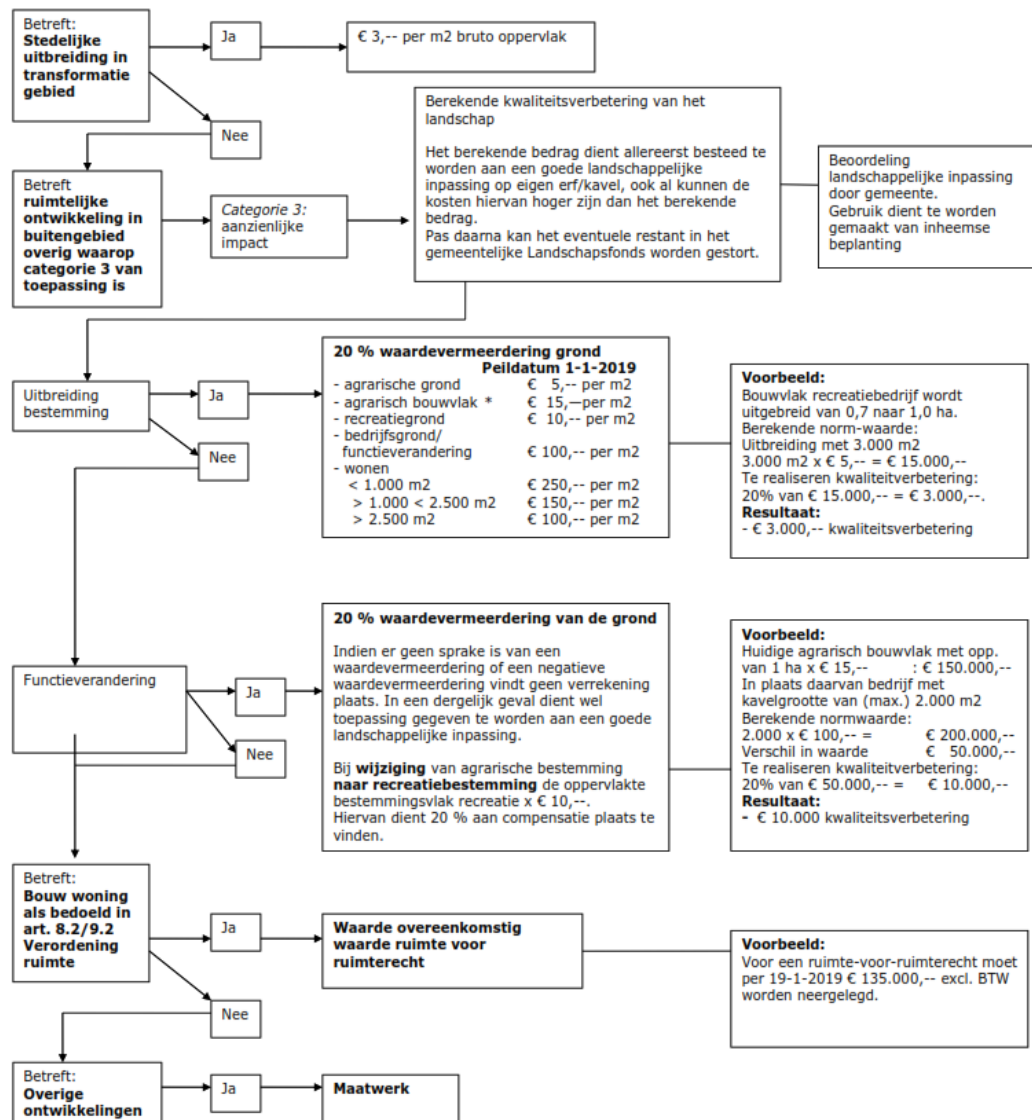 Betreft:
Stedelijke
uitbreiding in
transformatie
gebied
Ja
€ 3,-- per m2 bruto oppervlak
Nee
Betreft
ruimtelijke
ontwikkeling in
buitengebied
overig waarop
categorie 3 van
toepassing is
Categorie 3:
aanzienlijke
impact
Berekende kwaliteitsverbetering van het
landschap
Het berekende bedrag dient allereerst besteed te
worden aan een goede landschappelijke
inpassing op eigen erf/kavel, ook al kunnen de
kosten hiervan hoger zijn dan het berekende
bedrag.
Pas daarna kan het eventuele restant in het
gemeentelijke Landschapsfonds worden gestort.
Beoordeling
landschappelijke inpassing
door gemeente.
Gebruik dient te worden
gemaakt van inheemse
beplanting
Uitbreiding
bestemming
Ja
Nee
20 % waardevermeerdering grond
Peildatum 1-1-2019
- agrarische grond € 5,-- per m2
- agrarisch bouwvlak * € 15,—per m2
- recreatiegrond € 10,-- per m2
- bedrijfsgrond/
functieverandering € 100,-- per m2
- wonen
< 1.000 m2 € 250,-- per m2
> 1.000 < 2.500 m2 € 150,-- per m2
> 2.500 m2 € 100,-- per m2
Voorbeeld:
Bouwvlak recreatiebedrijf wordt
uitgebreid van 0,7 naar 1,0 ha.
Berekende norm-waarde:
Uitbreiding met 3.000 m2
3.000 m2 x € 5,-- = € 15.000,--
Te realiseren kwaliteitverbetering:
20% van € 15.000,-- = € 3.000,--.
Resultaat:
- € 3.000,-- kwaliteitsverbetering
Functieverandering
Ja
Nee
20 % waardevermeerdering van de grond
Indien er geen sprake is van een
waardevermeerdering of een negatieve
waardevermeerdering vindt geen verrekening
plaats. In een dergelijk geval dient wel
toepassing gegeven te worden aan een goede
landschappelijke inpassing.
Bij wijziging van agrarische bestemming
naar recreatiebestemming de oppervlakte
bestemmingsvlak recreatie x € 10,--.
Hiervan dient 20 % aan compensatie plaats te
vinden.
Voorbeeld:
Huidige agrarisch bouwvlak met opp.
van 1 ha x € 15,-- : € 150.000,--
In plaats daarvan bedrijf met
kavelgrootte van (max.) 2.000 m2
Berekende normwaarde:
2.000 x € 100,-- = € 200.000,--
Verschil in waarde € 50.000,--
Te realiseren kwaliteitverbetering:
20% van € 50.000,-- = € 10.000,--
Resultaat:
- € 10.000 kwaliteitsverbetering
Betreft:
Bouw woning
als bedoeld in
art. 8.2/9.2
Verordening
ruimte
Ja
Nee
Waarde overeenkomstig
waarde ruimte voor
ruimterecht
Voorbeeld:
Voor een ruimte-voor-ruimterecht moet
per 19-1-2019 € 135.000,-- excl. BTW
worden neergelegd.
Betreft:
Overige
ontwikkelingen
Ja
Maatwerk